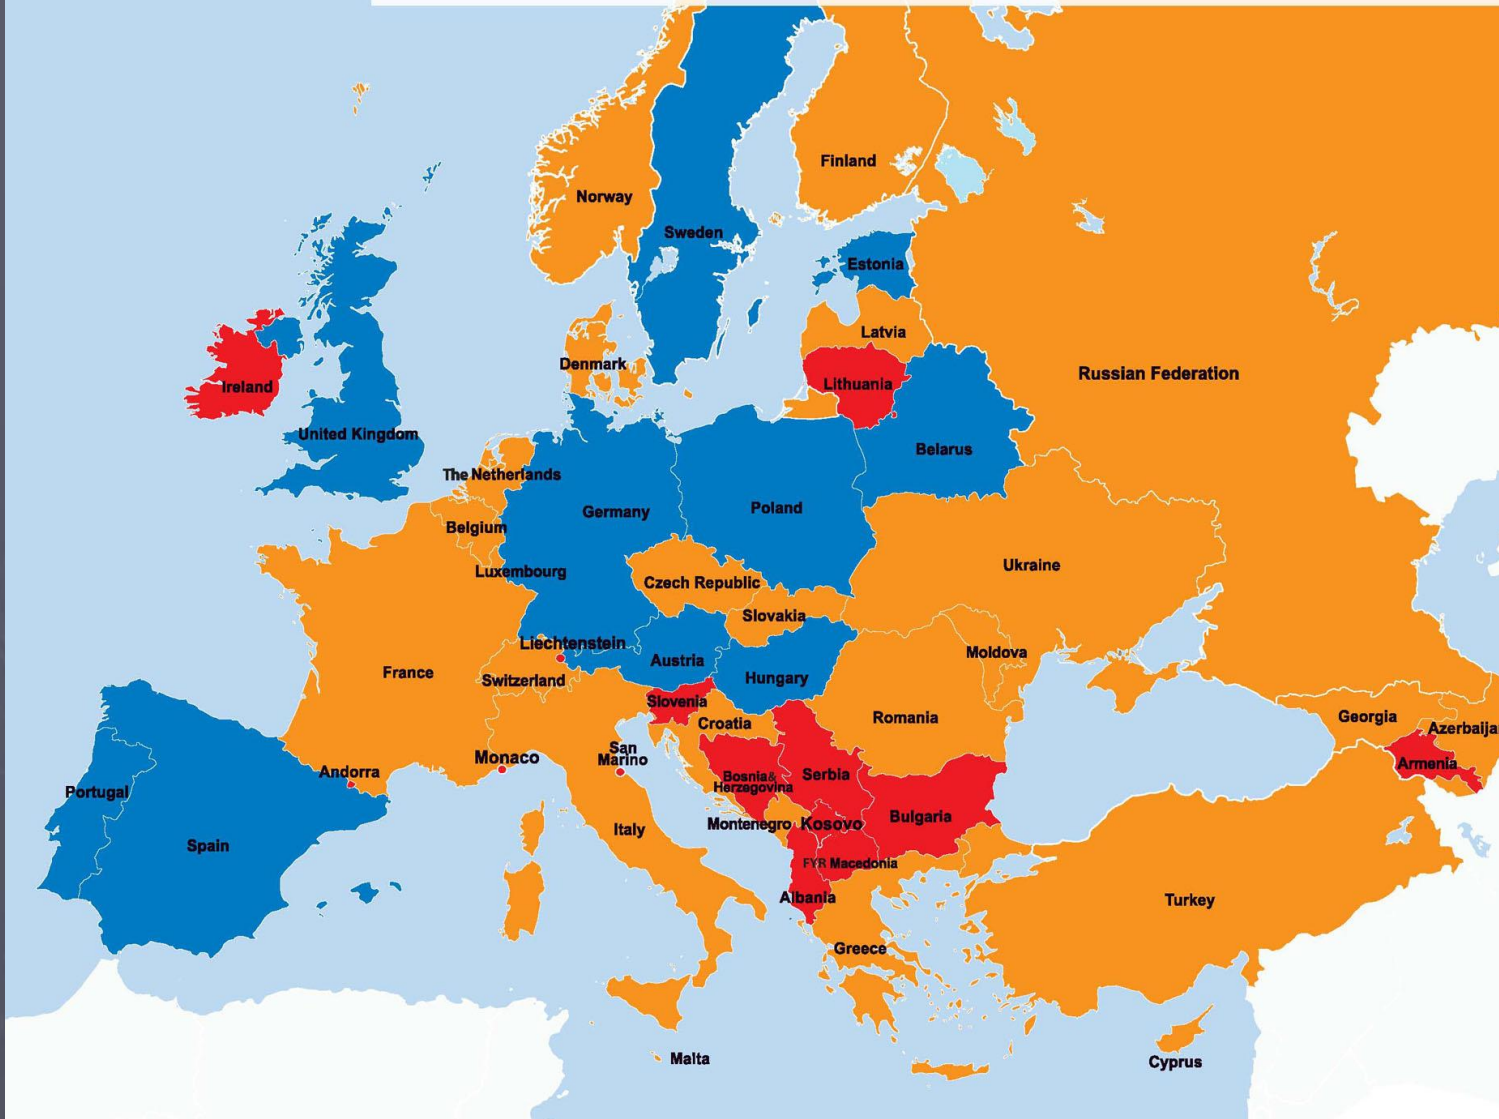 Finland
Norway
Sweden
Estonia
Latvia
Denmark
Russian Federation
Lithuania
Ireland
United Kingdom
Belarus
The Netherlands
Germany
Poland
Belgium
Ukraine
Luxembourg
Czech Republic
Slovakia
Liechtenstein
Moldova
Austria
France
Switzerland
Hungary
Slovenia
Georgia
Romania
Croatia
Azerbaija
San
Marino
Monaco
Armenia
Andorra
Serbia
Bosnia&
Herzegovina
Portugal
Bulgaria
Montenegro
Kosovo
Italy
Spain
FYR Macedonia
Albania
Turkey
Greece
Malta
Cyprus